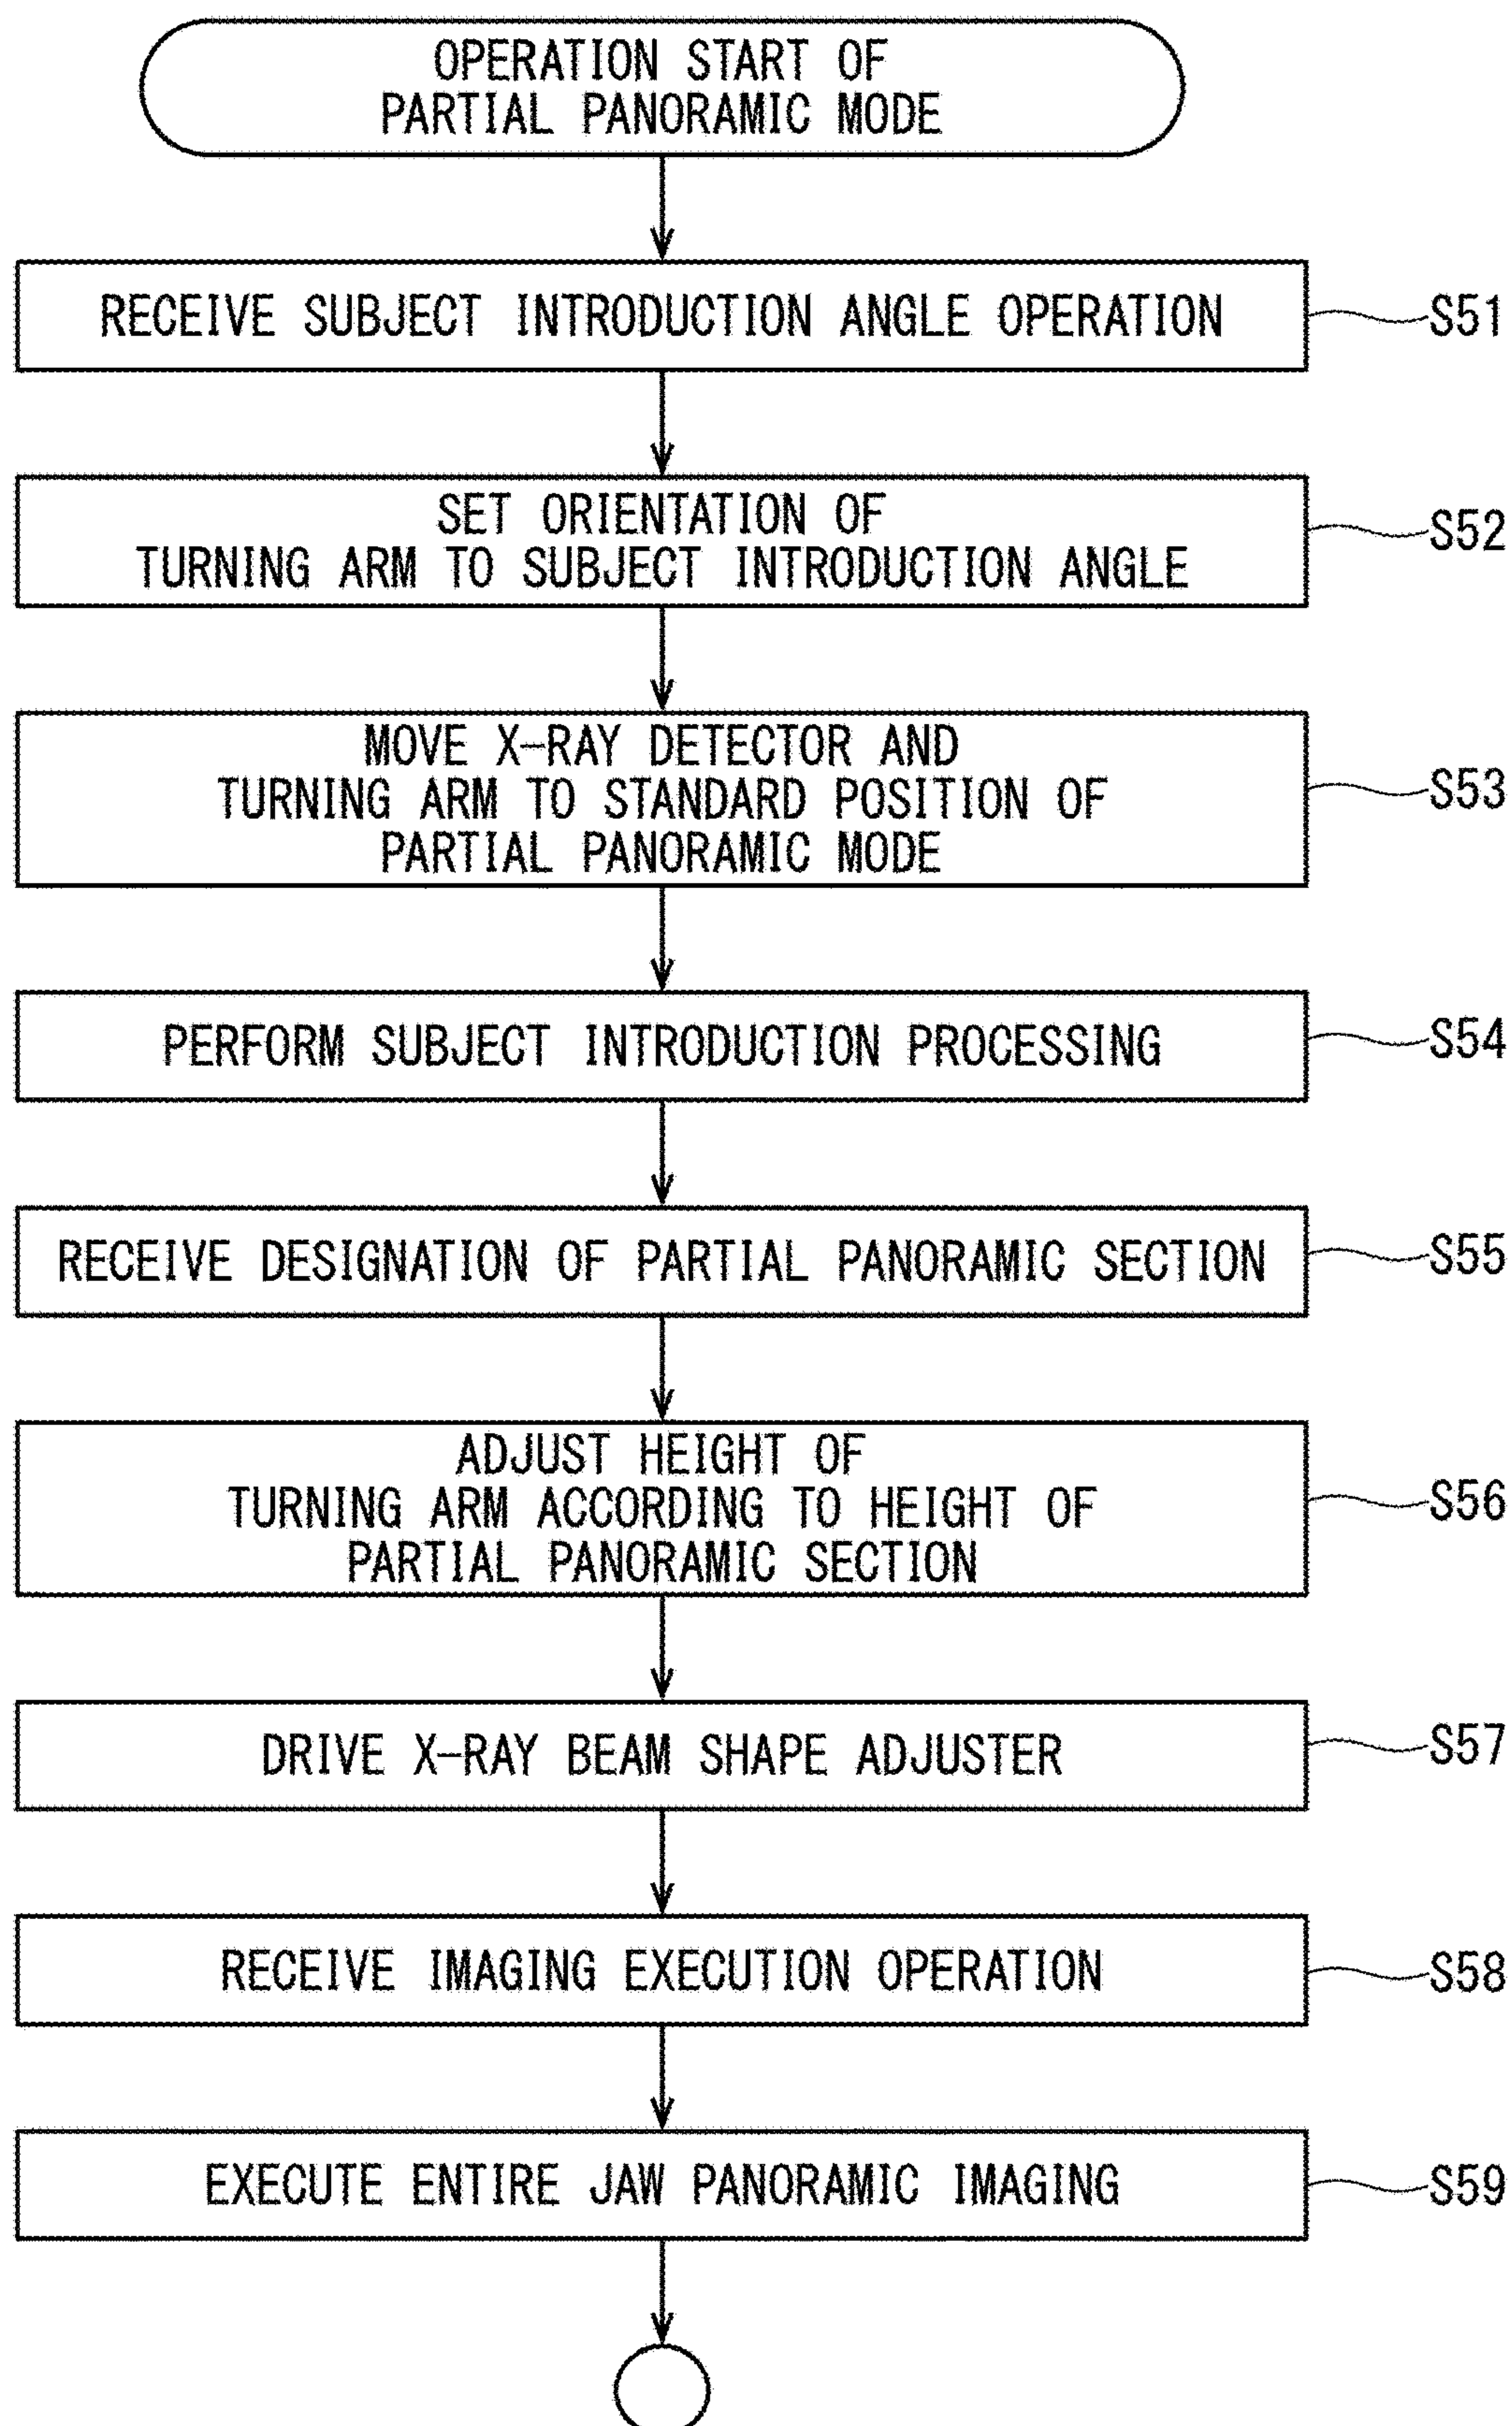 OPERATION START OF
PARTIAL PANORAMIC MODE
RECEIVE SUBJECT INTRODUCTION ANGLE OPERATION
S51
SET ORIENTATION OF
TURNING ARM TO SUBJECT INTRODUCTION ANGLE
S52
MOVE X-RAY DETECTOR AND
TURNING ARM TO STANDARD POSITION OF
PARTIAL PANORAMIC MODE
S53
PERFORM SUBJECT INTRODUCTION PROCESSING
S54
RECEIVE DESIGNATION OF PARTIAL PANORAMIC SECTION
S55
ADJUST HEIGHT OF
TURNING ARM ACCORDING TO HEIGHT OF
PARTIAL PANORAMIC SECTION
S56
DRIVE X-RAY BEAM SHAPE ADJUSTER
S57
RECEIVE IMAGING EXECUTION OPERATION
S58
EXECUTE ENTIRE JAW PANORAMIC IMAGING
S59